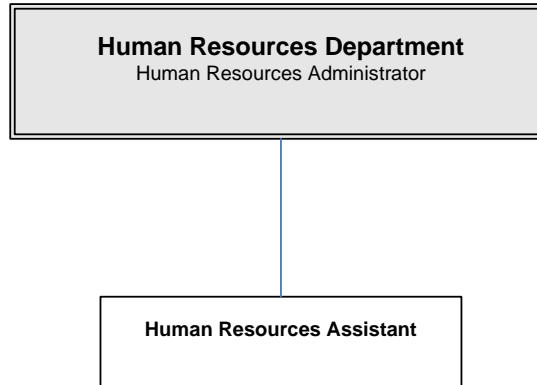 Human Resources Department
Human Resources Administrator
Human Resources Assistant